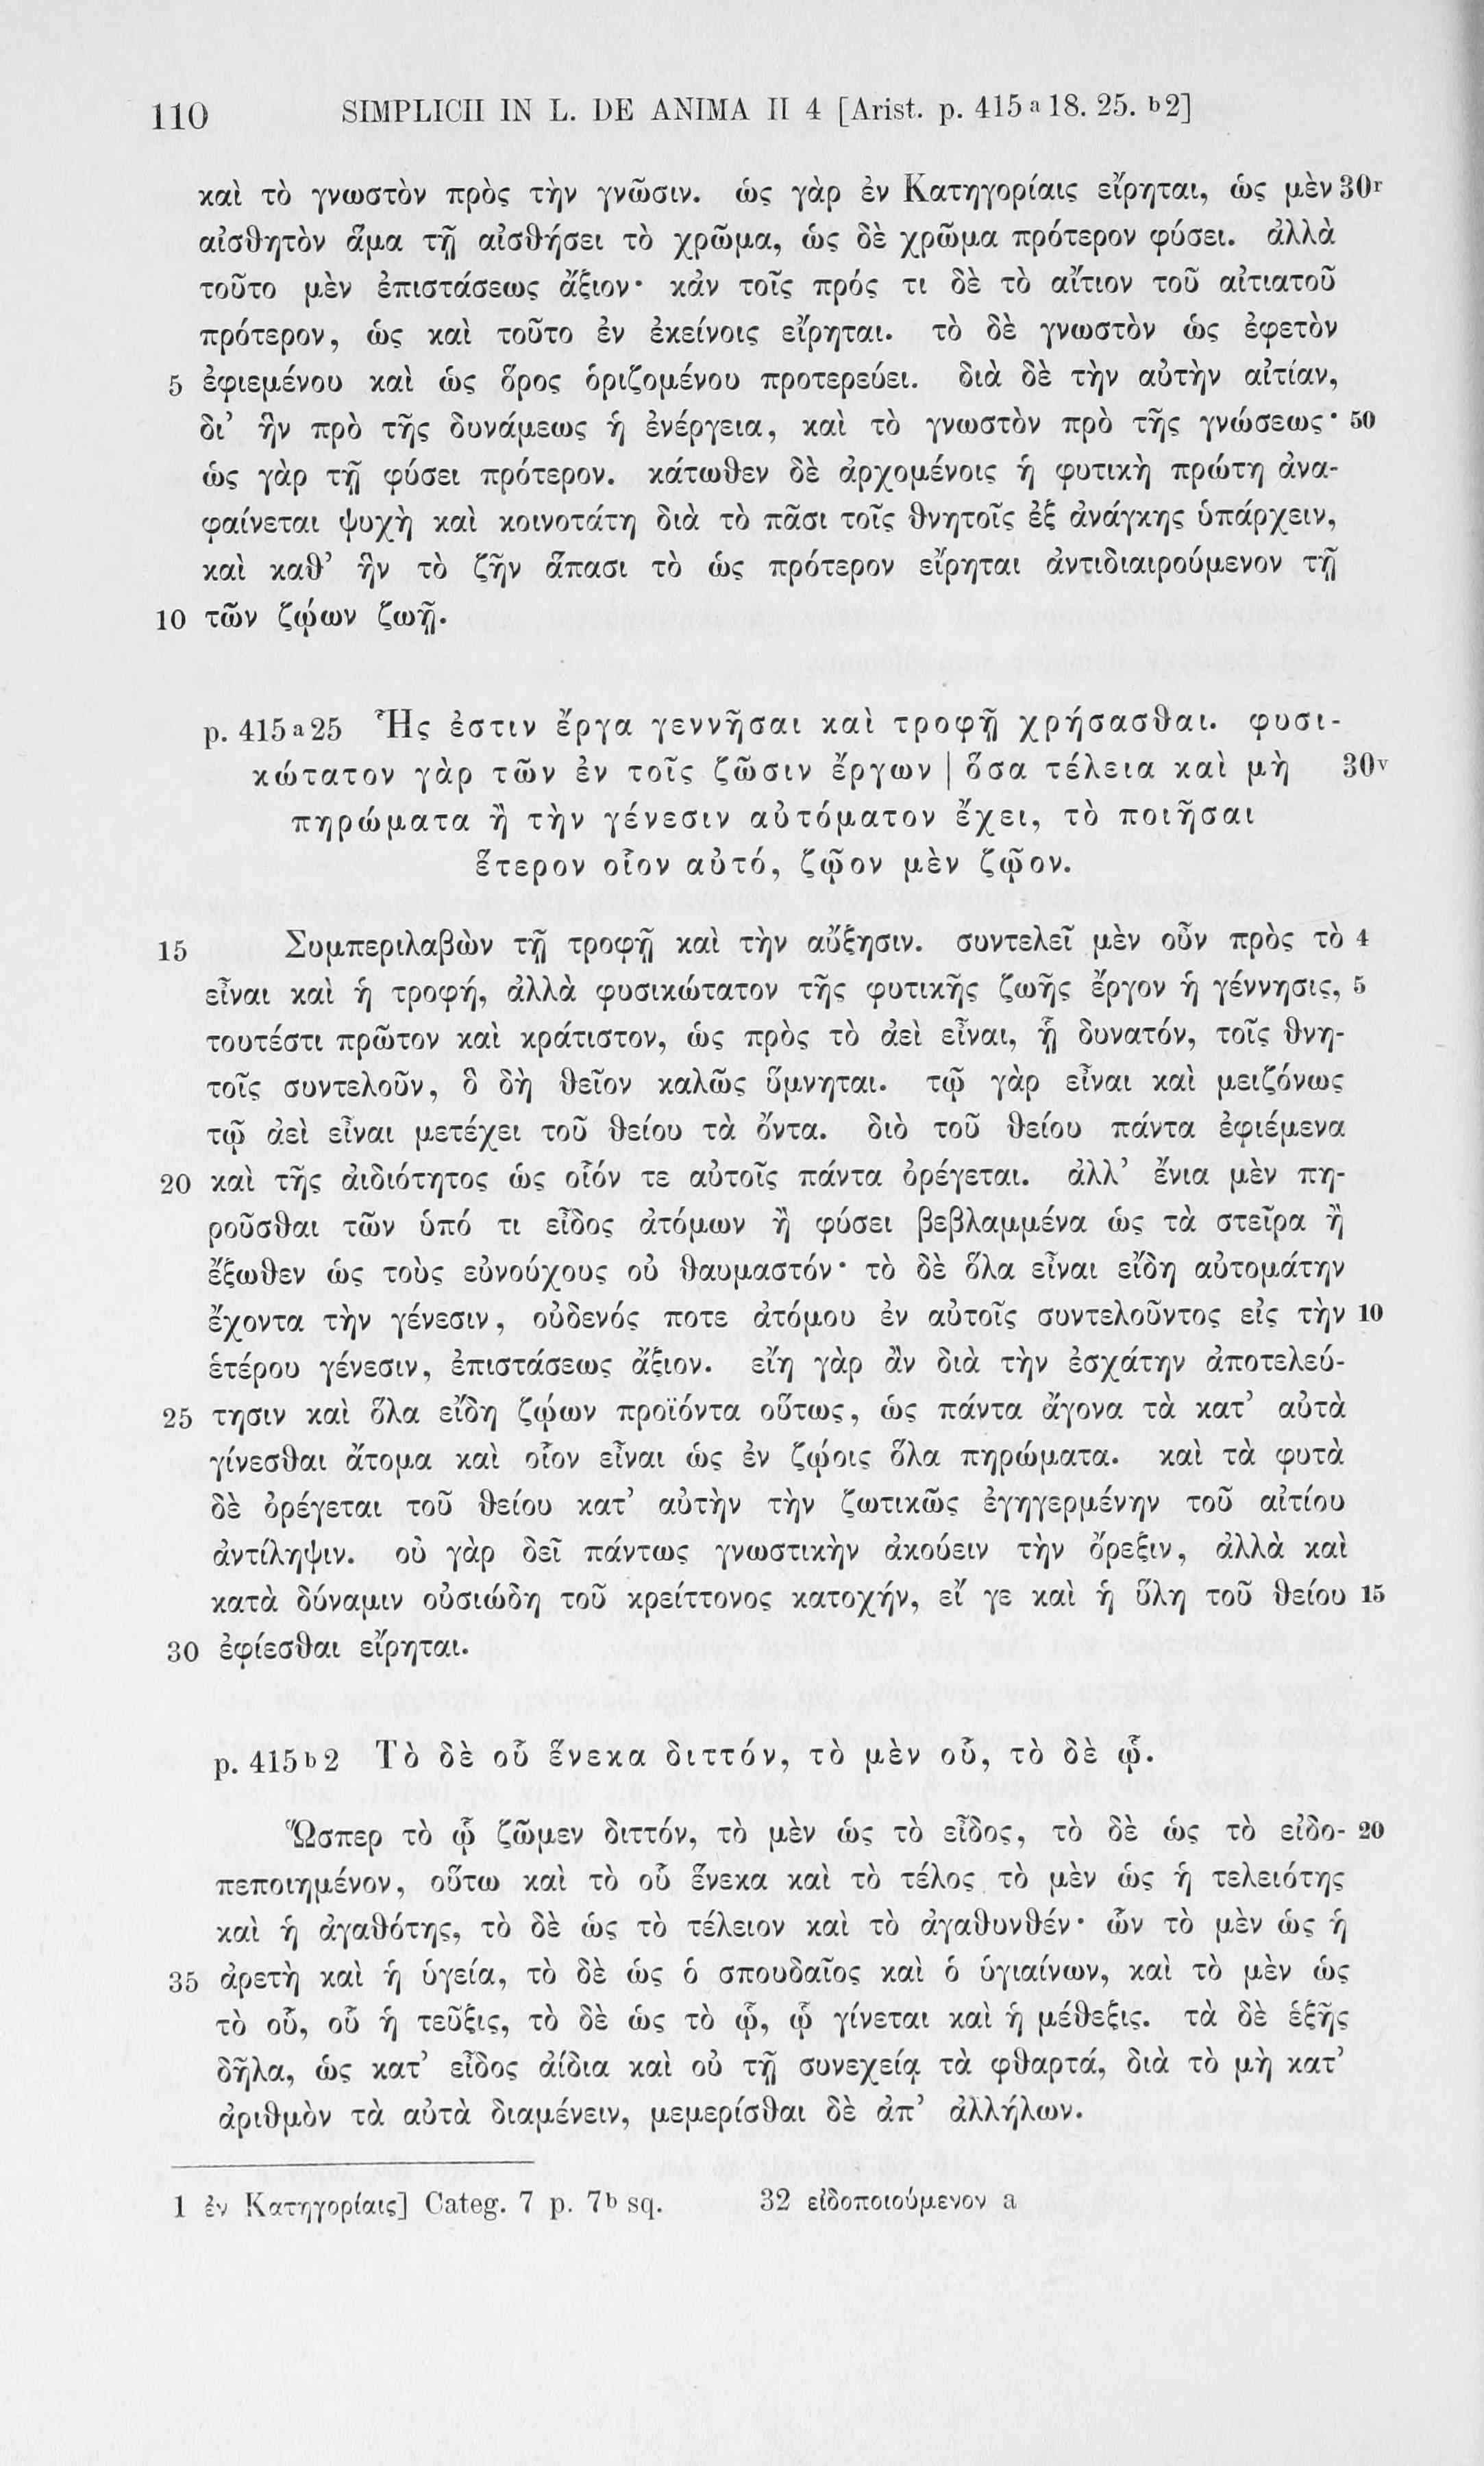 110 SIMPLICII IN L. DE ANIMA II 4 [Arist. p. 415 a 18. 25. b 2]
καὶ τὸ γνωστὸν πρὸς τὴν γνῶσιν. ὡς γὰρ ἐν Κατηγορίαις εἴρηται, ὡς μὲν 30r
αἰσθητὸν ἅμα τῇ αἰσθήσει τὸ χρῶμα, ὡς δὲ χρῶμα πρότερον φύσει. ἀλλὰ
τοῦτο μὲν ἐπιστάσεως ἄξιον· κἀν τοῖς πρός τι δὲ τὸ αἴτιον τοῦ αἰτιατοῦ
πρότερον, ὡς καὶ τοῦτο ἐν ἐκείνοις εἴρηται. τὸ δὲ γνωστὸν ὡς ἐφετὸν
5 ἐφιεμένου καὶ ὡς ὅρος ὁριζομένου προτερεύει. διὰ δὲ τὴν αὐτὴν αἰτίαν,
δι’ ἣν πρὸ τῆς δυνάμεως ἡ ἐνέργεια, καὶ τὸ γνωστὸν πρὸ τῆς γνώσεως· 50
ὡς γὰρ τῇ φύσει πρότερον. κάτωθεν δὲ ἀρχομένοις ἡ φυτικὴ πρώτη ἀνα-
φαίνεται ψυχὴ καὶ κοινοτάτη διὰ τὸ πᾶσι τοῖς θνητοῖς ἐξ ἀνάγκης ὑπάρχειν,
καὶ καθ’ ἣν τὸ ζῆν ἅπασι τὸ ὡς πρότερον εἴρηται ἀντιδιαιρούμενον τῇ
10 τῶν ζῴων ζωῇ.
p. 415 a 25 Ἧς ἐστιν ἔργα γεννῆσαι καὶ τροφῇ χρήσασθαι. φυσι-
κώτατον γὰρ τῶν ἐν τοῖς ζῶσιν ἔργων | ὅσα τέλεια καὶ μὴ 30v
πηρώματα ἢ τὴν γένεσιν αὐτόματον ἔχει, τὸ ποιῆσαι
ἕτερον οἷον αὐτό, ζῷον μὲν ζῷον.
15 Συμπεριλαβὼν τῇ τροφῇ καὶ τὴν αὔξησιν. συντελεῖ μὲν οὖν πρὸς τὸ 4
εἶναι καὶ ἡ τροφή, ἀλλὰ φυσικώτατον τῆς φυτικῆς ζωῆς ἔργον ἡ γέννησις, 5
τουτέστι πρῶτον καὶ κράτιστον, ὡς πρὸς τὸ ἀεὶ εἶναι, ᾗ δυνατόν, τοῖς θνη-
τοῖς συντελοῦν, ὃ δὴ θεῖον καλῶς ὕμνηται. τῷ γὰρ εἶναι καὶ μειζόνως
τῷ ἀεὶ εἶναι μετέχει τοῦ θείου τὰ ὄντα. διὸ τοῦ θείου πάντα ἐφιέμενα
20 καὶ τῆς ἀιδιότητος ὡς οἷόν τε αὐτοῖς πάντα ὀρέγεται. ἀλλ’ ἔνια μὲν πη-
ροῦσθαι τῶν ὑπό τι εἶδος ἀτόμων ἢ φύσει βεβλαμμένα ὡς τὰ στεῖρα ἢ
ἔξωθεν ὡς τοὺς εὐνούχους οὐ θαυμαστόν· τὸ δὲ ὅλα εἶναι εἴδη αὐτομάτην
ἔχοντα τὴν γένεσιν, οὐδενός ποτε ἀτόμου ἐν αὐτοῖς συντελοῦντος εἰς τὴν 10
ἑτέρου γένεσιν, ἐπιστάσεως ἄξιον. εἴη γὰρ ἂν διὰ τὴν ἐσχάτην ἀποτελεύ-
25 τησιν καὶ ὅλα εἴδη ζῴων προϊόντα οὕτως, ὡς πάντα ἄγονα τὰ κατ’ αὐτὰ
γίνεσθαι ἄτομα καὶ οἷον εἶναι ὡς ἐν ζῴοις ὅλα πηρώματα. καὶ τὰ φυτὰ
δὲ ὀρέγεται τοῦ θείου κατ’ αὐτὴν τὴν ζωτικῶς ἐγηγερμένην τοῦ αἰτίου
ἀντίληψιν. οὐ γὰρ δεῖ πάντως γνωστικὴν ἀκούειν τὴν ὄρεξιν, ἀλλὰ καὶ
κατὰ δύναμιν οὐσιώδη τοῦ κρείττονος κατοχήν, εἴ γε καὶ ἡ ὕλη τοῦ θείου 15
30 ἐφίεσθαι εἴρηται.
p. 415 b 2 Τὸ δὲ οὗ ἕνεκα διττόν, τὸ μὲν οὗ, τὸ δὲ ᾧ.
Ὥσπερ τὸ ᾧ ζῶμεν διττόν, τὸ μὲν ὡς τὸ εἶδος, τὸ δὲ ὡς τὸ εἰδο- 20
πεποιημένον, οὕτω καὶ τὸ οὗ ἕνεκα καὶ τὸ τέλος τὸ μὲν ὡς ἡ τελειότης
καὶ ἡ ἀγαθότης, τὸ δὲ ὡς τὸ τέλειον καὶ τὸ ἀγαθυνθέν· ὧν τὸ μὲν ὡς ἡ
35 ἀρετὴ καὶ ἡ ὑγεία, τὸ δὲ ὡς ὁ σπουδαῖος καὶ ὁ ὑγιαίνων, καὶ τὸ μὲν ὡς
τὸ οὗ, οὗ ἡ τεῦξις, τὸ δὲ ὡς τὸ ᾧ, ᾧ γίνεται καὶ ἡ μέθεξις. τὰ δὲ ἑξῆς
δῆλα, ὡς κατ’ εἶδος ἀίδια καὶ οὐ τῇ συνεχείᾳ τὰ φθαρτά, διὰ τὸ μὴ κατ’
ἀριθμὸν τὰ αὐτὰ διαμένειν, μεμερίσθαι δὲ ἀπ’ ἀλλήλων.
1 ἐν Κατηγορίαις] Categ. 7 p. 7b sq. 32 εἰδοποιούμενον a